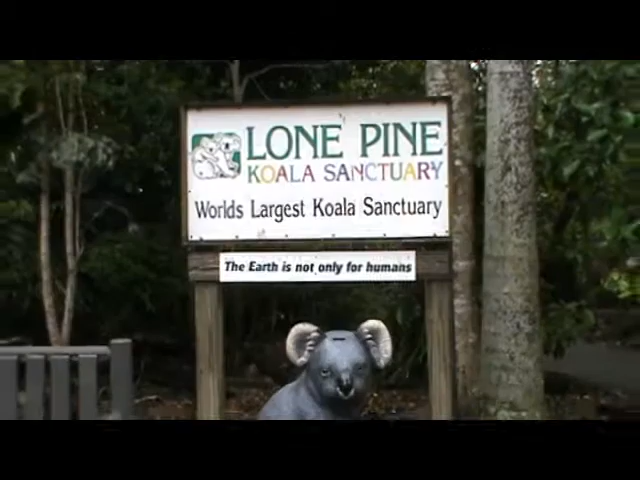 LONE PINE
KOALA SANCTUARY
Worlds Largest Koala Sanctuary
The Earth is not only for humans